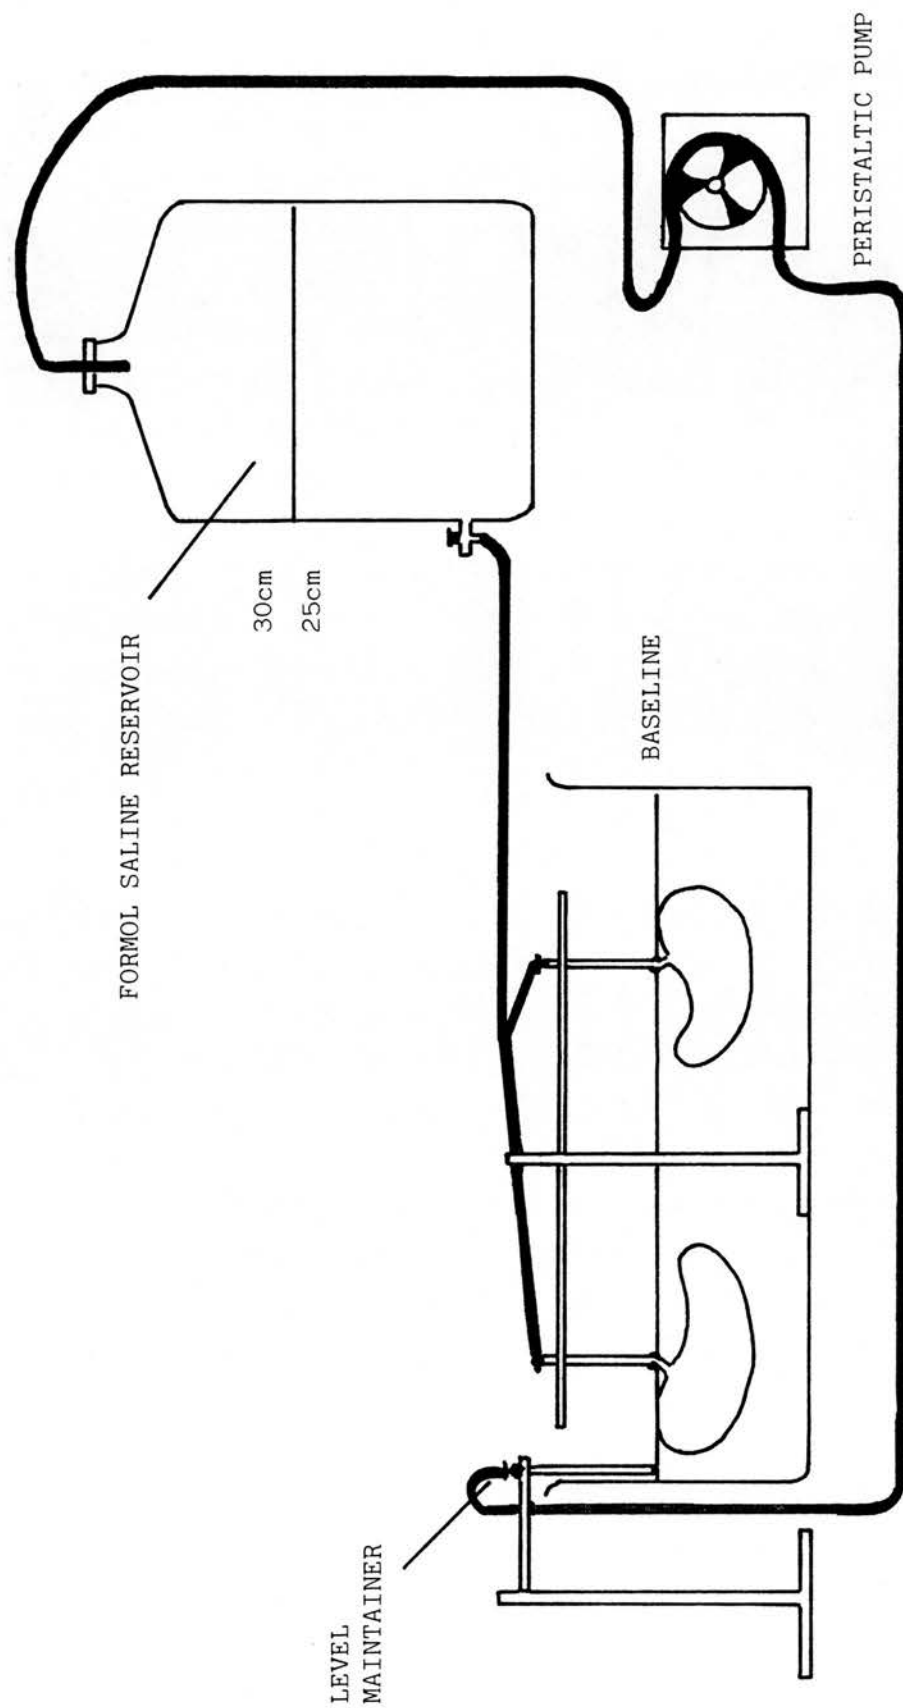 FORMOL SALINE RESERVOIR
30cm
25cm
BASELINE
LEVEL
MAINTAINER
PERISTALTIC PUMP